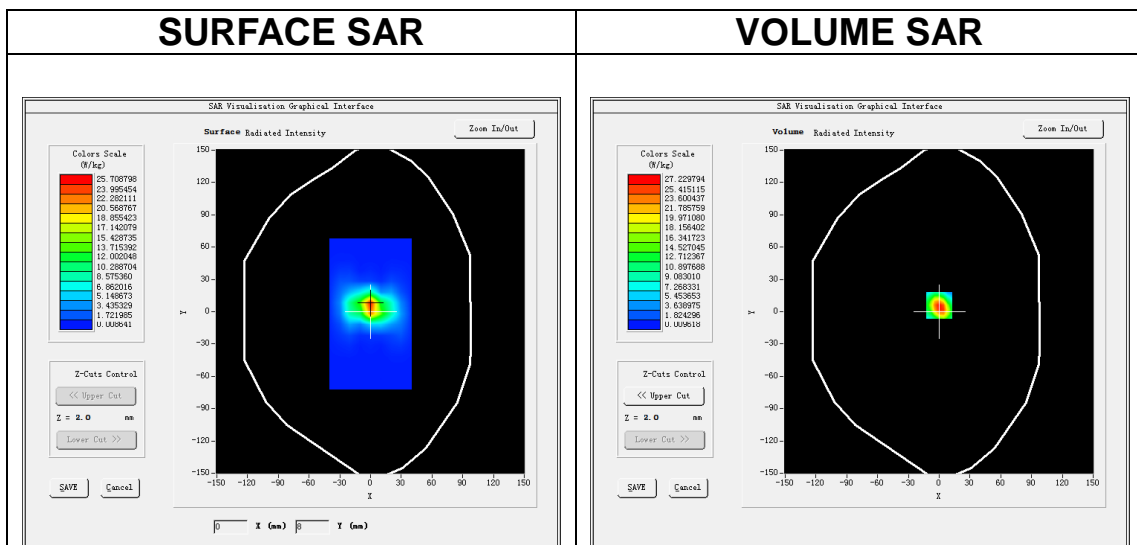 SURFACE SAR
VOLUME SAR
SAR Visualisation Graphical Interface
Surface Radiated Intensity
Zoom In/Out
Colors Scale
(W/kg)
25.708798
23.995454
22.282111
20.568767
18.855423
17.142079
15.428735
13.715392
12.002048
10.288704
8.575360
6.862016
5.148673
3.435329
1.721985
0.008641
150
120
90
60
30
0
-30
-60
-90
-120
-150
Y
-150 -120 -90 -60 -30 0 30 60 90 120 150
X
Z-Cuts Control
<< Upper Cut
Z = 2.0 mm
Lower Cut >>
SAVE Cancel
0 X (mm) 8 Y (mm)
SAR Visualisation Graphical Interface
Volume Radiated Intensity
Zoom In/Out
Colors Scale
(W/kg)
27.229794
25.415115
23.600437
21.785759
19.971080
18.156402
16.341723
14.527045
12.712367
10.897688
9.083010
7.268331
5.453653
3.638975
1.824296
0.009618
150
120
90
60
30
0
-30
-60
-90
-120
-150
Y
-150 -120 -90 -60 -30 0 30 60 90 120 150
X
Z-Cuts Control
<< Upper Cut
Z = 2.0 mm
Lower Cut >>
SAVE Cancel